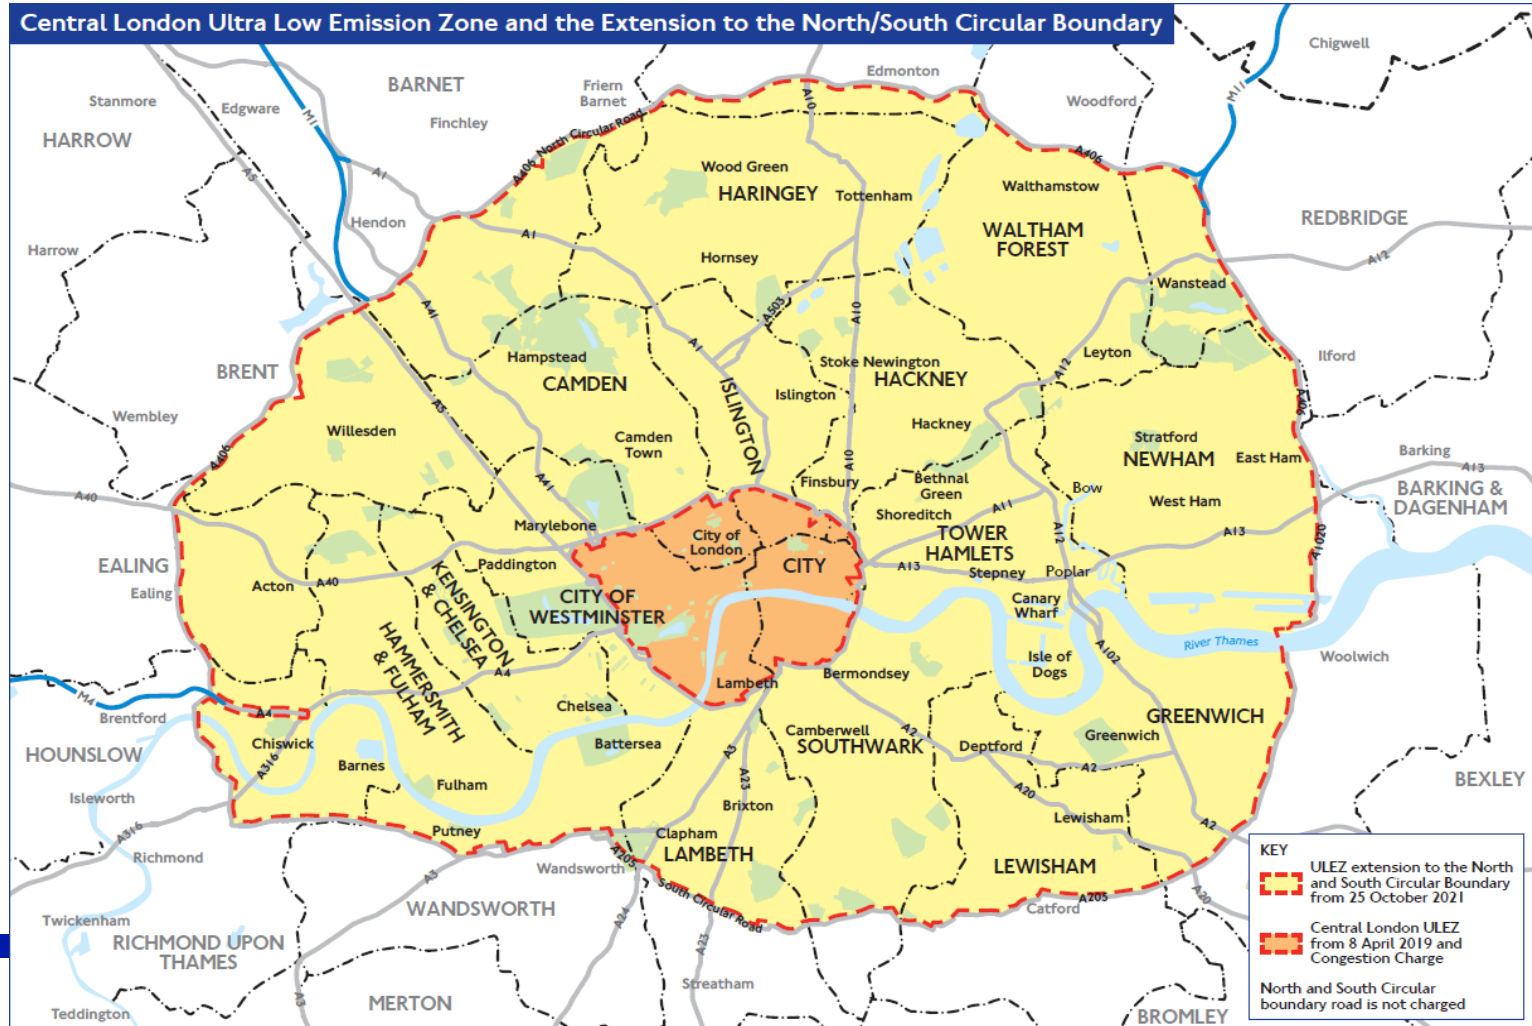 Central London Ultra Low Emission Zone and the Extension to the North/South Circular Boundary
Chigwell
Edmonton
BARNET
Friern
Barnet
Stanmore
Edgware
Woodford
M11
M1
A10
Finchley
HARROW
A406 North Circular Road
A406
A5
A1
Wood Green
HARINGEY
Tottenham
Walthamstow
REDBRIDGE
Hendon
A1
WALTHAM
FOREST
Harrow
Hornsey
A12
Wanstead
A41
A503
A10
A1
Ilford
Hampstead
CAMDEN
Stoke Newington
HACKNEY
Leyton
A12
BRENT
ISLINGTON
Islington
A5
A406
Wembley
Willesden
Camden
Town
Hackney
Stratford
NEWHAM
East Ham
Barking
A13
A406
A10
A40
A41
Finsbury
Bethnal
Green
Bow
West Ham
BARKING &
DAGENHAM
Shoreditch
A11
Marylebone
City of
London
TOWER
HAMLETS
A12
A13
A1020
EALING
Paddington
CITY
A13
Stepney
Poplar
Ealing
Acton
A40
KENSINGTON
& CHELSEA
CITY OF
WESTMINSTER
Canary
Wharf
HAMMERSMITH
& FULHAM
River Thames
A102
Isle of
Dogs
Woolwich
A4
Lambeth
Bermondsey
M4
Brentford
A4
Chelsea
GREENWICH
HOUNSLOW
Chiswick
Battersea
Camberwell
SOUTHWARK
A2
Deptford
Greenwich
A316
Barnes
A3
A23
A2
BEXLEY
Isleworth
Fulham
Brixton
A20
A316
Putney
Clapham
Lewisham
A2
Richmond
A205
LAMBETH
Wandsworth
LEWISHAM
A3
South Circular Road
A205
A20
WANDSWORTH
A24
Catford
Twickenham
RICHMOND UPON
THAMES
A23
A3
Streatham
MERTON
Teddington
BROMLEY
KEY
ULEZ extension to the North
and South Circular Boundary
from 25 October 2021
Central London ULEZ
from 8 April 2019 and
Congestion Charge
North and South Circular
boundary road is not charged